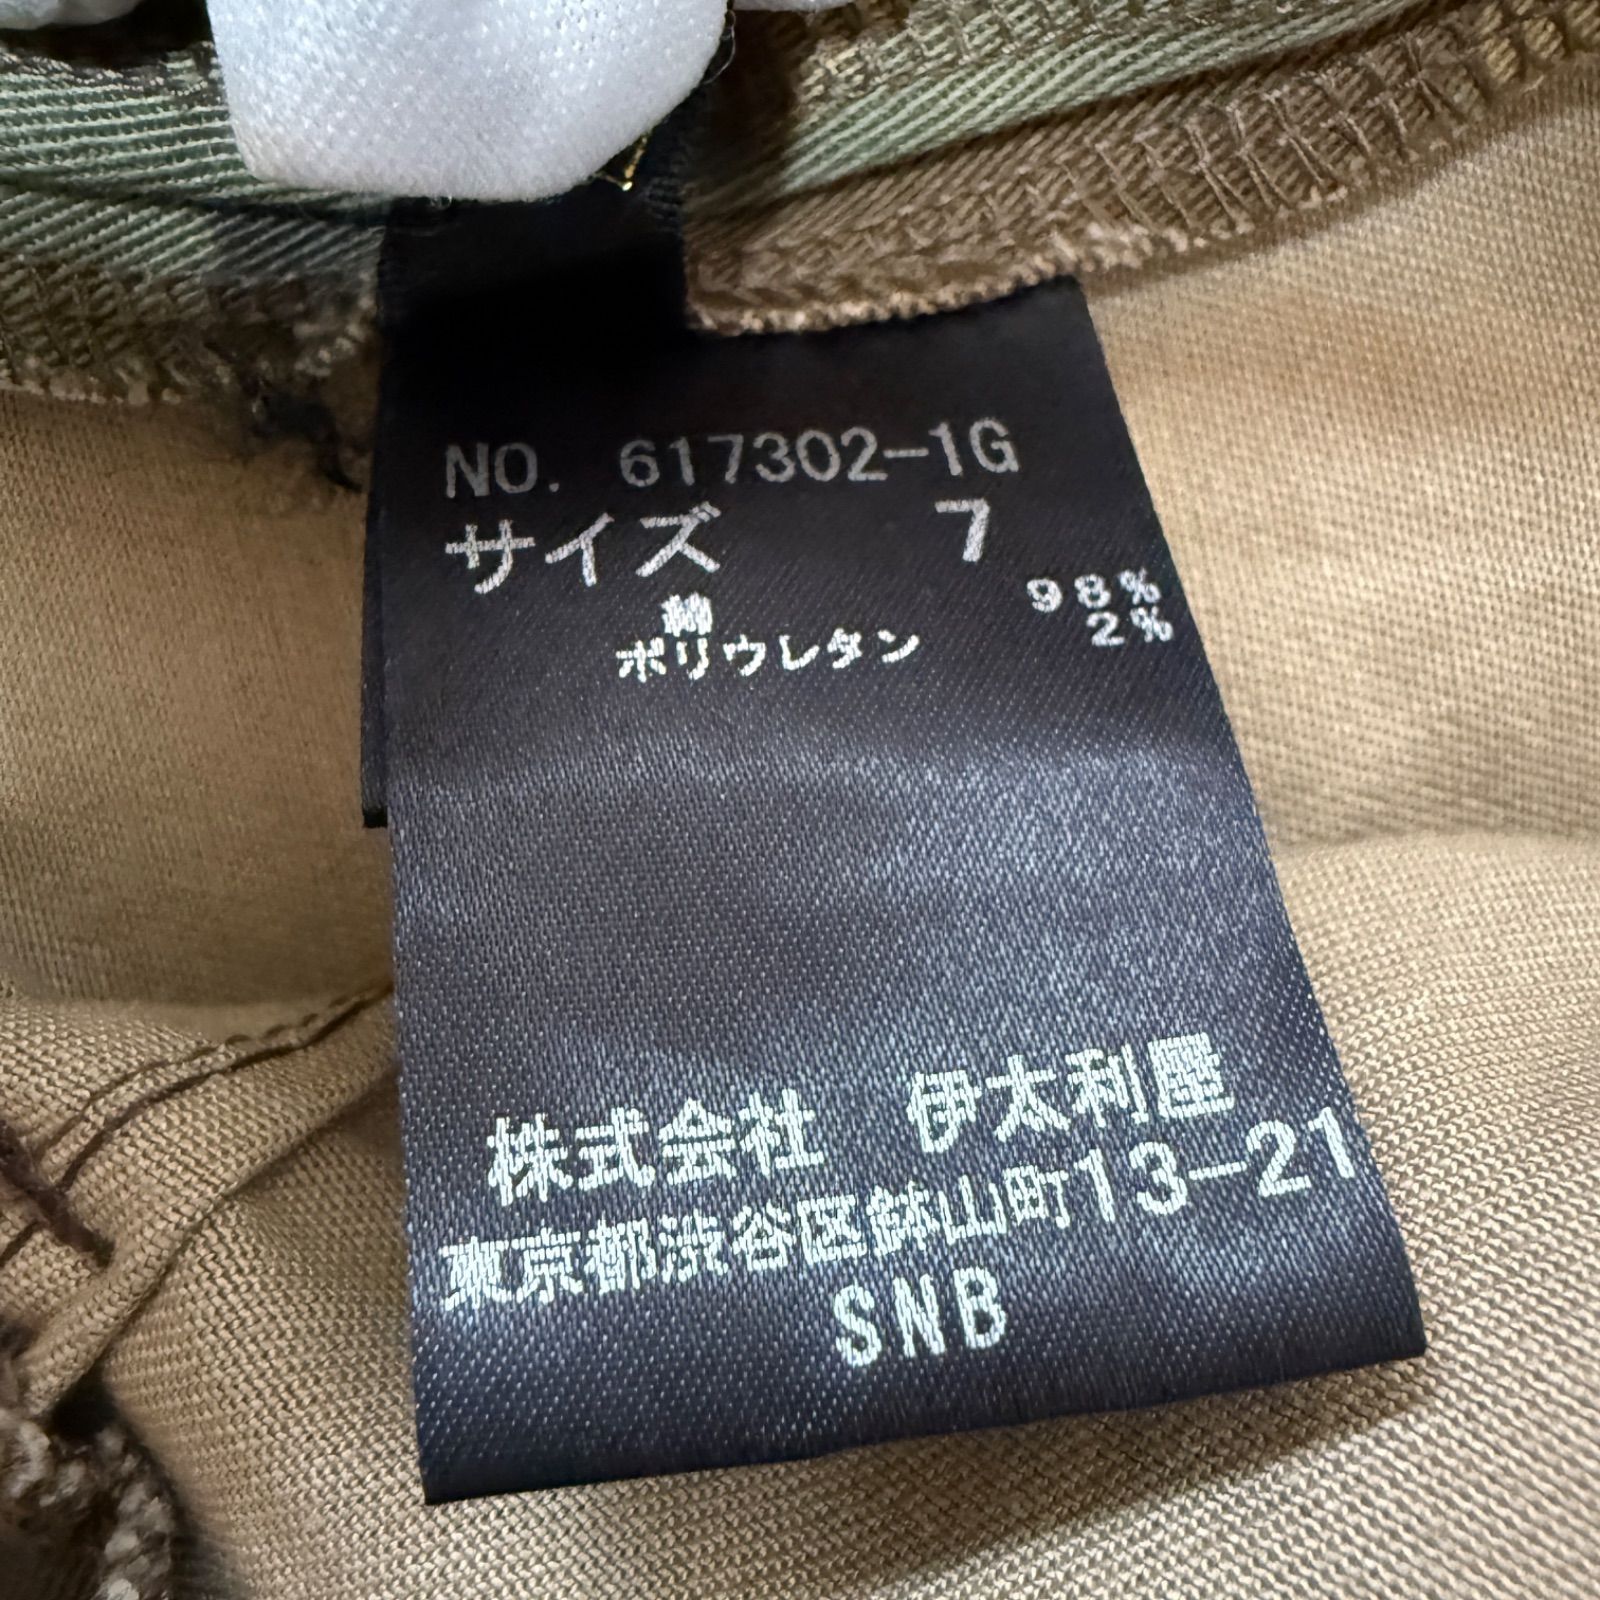 NO. 617302-1G
サイズ 7
綿 98%
ポリウレタン 2%
株式会社 伊太利屋
東京都渋谷区鉢山町13-21
SNB